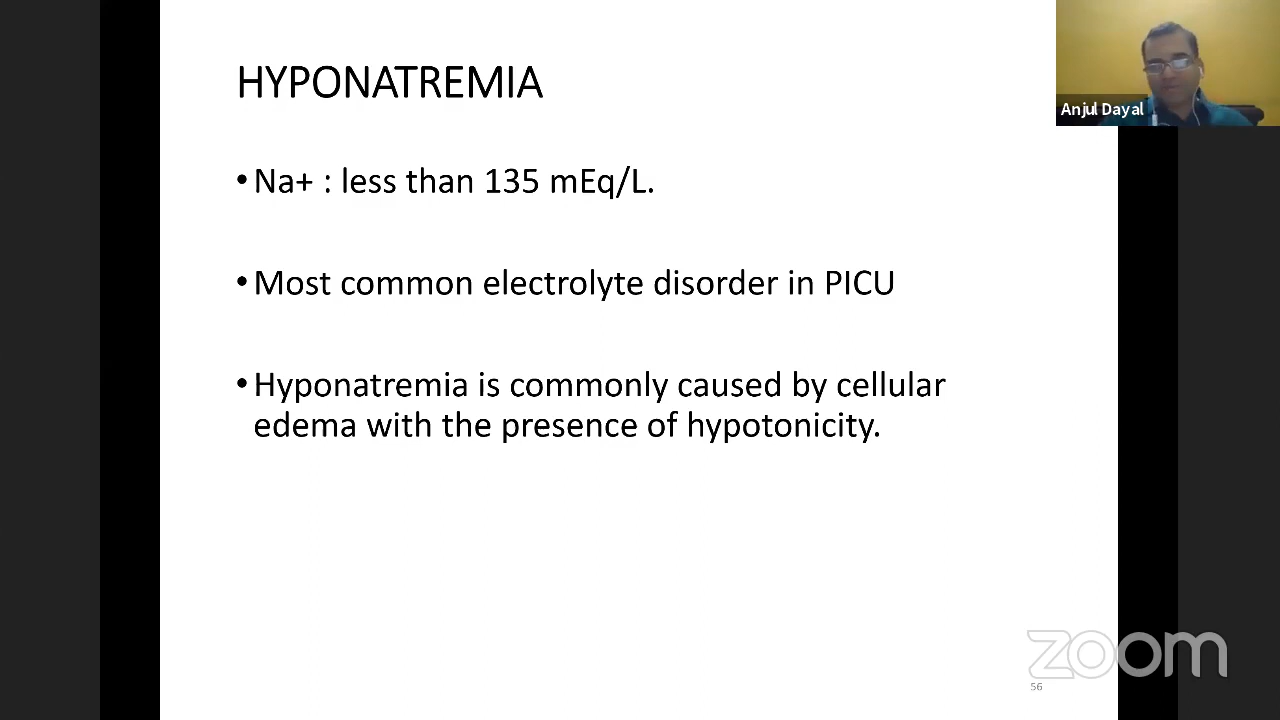 HYPONATREMIA
Anjul Dayal
•Na+ : less than 135 mEq/L.
•Most common electrolyte disorder in PICU
•Hyponatremia is commonly caused by cellular
edema with the presence of hypotonicity.
zoom
56